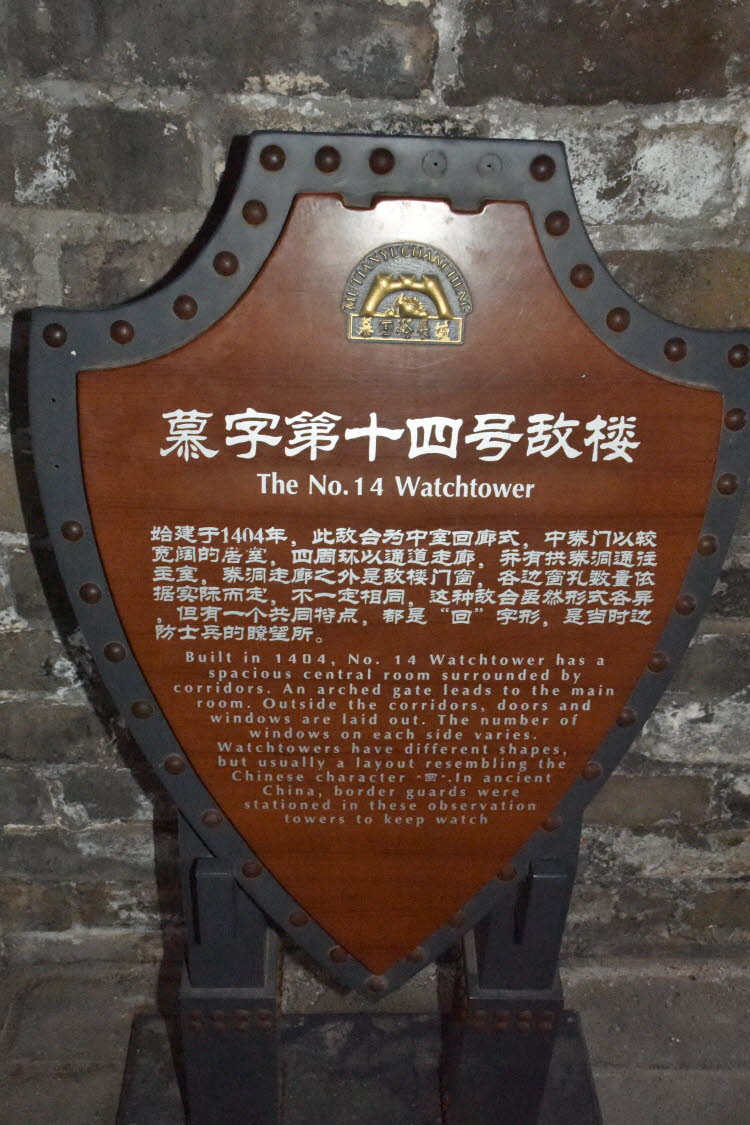 MUTIANYUCHANCHENG
慕田峪長城
慕字第十四号敌楼
The No.14 Watchtower
始建于1404年，此敌台为中室回廊式，中券门以较
宽阔的居室，四周环以通道走廊，并有拱券洞通往
主室，券洞走廊之外是敌楼门窗，各边窗孔数量依
据实际而定，不一定相同，这种敌台虽然形式各异
，但有一个共同特点，都是“回”字形，是当时边
防士兵的瞭望所。
Built in 1404, No. 14 Watchtower has a
spacious central room surrounded by
corridors. An arched gate leads to the main
room. Outside the corridors, doors and
windows are laid out. The number of
windows on each side varies.
Watchtowers have different shapes,
but usually a layout resembling the
Chinese character “回”.In ancient
China, border guards were
stationed in these observation
towers to keep watch